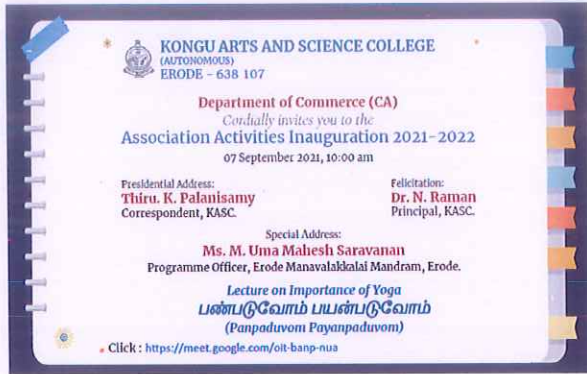 KONGU ARTS AND SCIENCE COLLEGE
(AUTONOMOUS)
ERODE - 638 107
Department of Commerce (CA)
Cordially invites you to the
Association Activities Inauguration 2021-2022
07 September 2021, 10:00 am
Presidential Address:
Thiru. K. Palanisamy
Correspondent, KASC.
Felicitation:
Dr. N. Raman
Principal, KASC.
Special Address:
Ms. M. Uma Mahesh Saravanan
Programme Officer, Erode Manavalakkalai Mandram, Erode.
Lecture on Importance of Yoga
பண்படுவோம் பயன்படுவோம்
(Panpaduvom Payanpaduvom)
Click : https://meet.google.com/oit-banp-nua